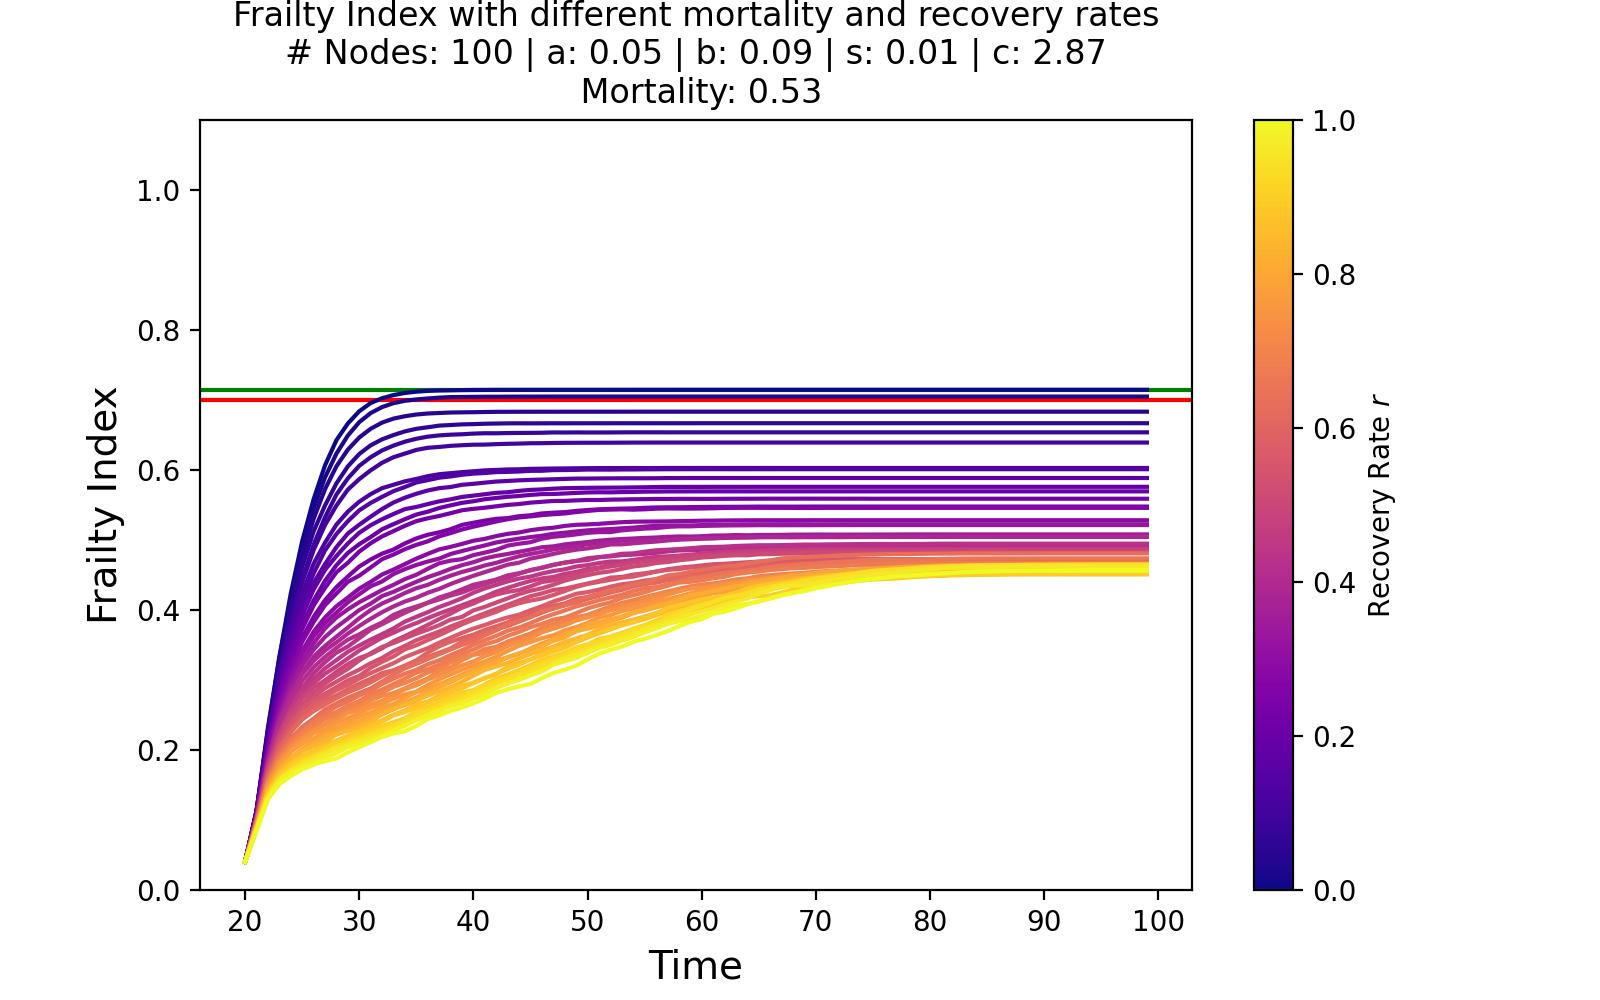 Frailty Index with different mortality and recovery rates
# Nodes: 100 | a: 0.05 | b: 0.09 | s: 0.01 | c: 2.87
Mortality: 0.53
1.0
0.8
0.6
0.4
0.2
0.0
Frailty Index
20 30 40 50 60 70 80 90 100
Time
1.0
0.8
0.6
0.4
0.2
0.0
Recovery Rate r